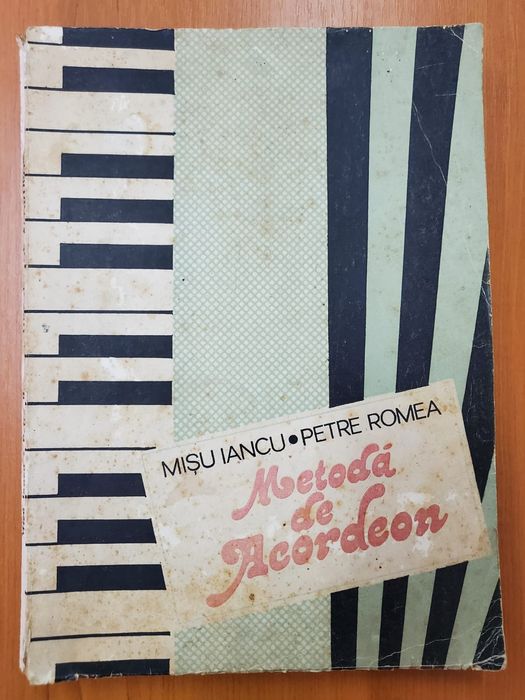 MIȘU IANCU • PETRE ROMEA
Metodă
de
Acordeon